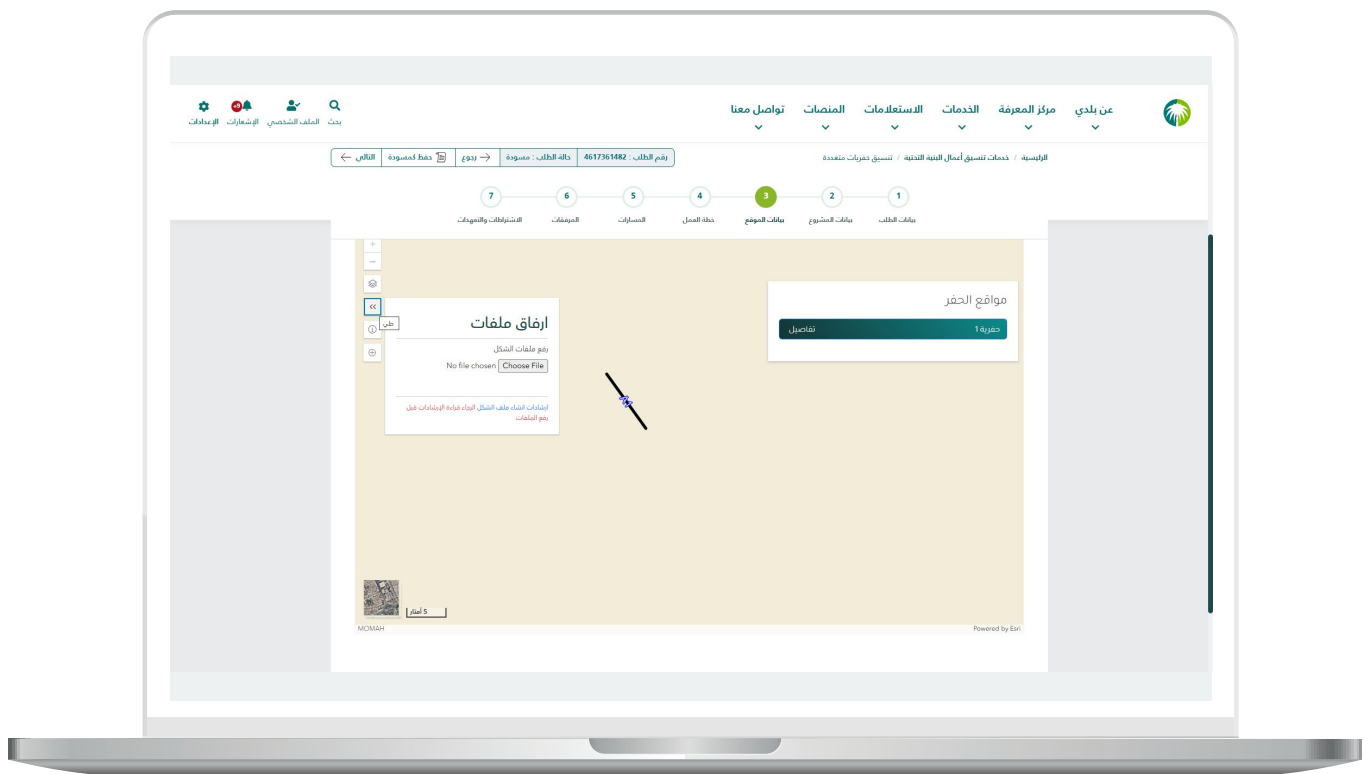 عن بلدي
مركز المعرفة
الخدمات
الاستعلامات
المنصات
تواصل معنا
بحث
الملف الشخصي
الإشعارات
الإعدادات
الرئيسية / خدمات تنسيق أعمال البنية التحتية / تنسيق حفريات متعددة
رقم الطلب : 4617361482
حالة الطلب : مسودة
رجوع
حفظ كمسودة
التالي
1
2
3
4
5
6
7
بيانات الطلب
بيانات المشروع
بيانات الموقع
خطة العمل
المسارات
المرفقات
الاشتراطات والتعهدات
مواقع الحفر
حفرية 1
تفاصيل
طي
ارفاق ملفات
رفع ملفات الشكل
Choose File No file chosen
ارشادات انشاء ملف الشكل الرجاء قراءة الإرشادات قبل
رفع الملفات
5 أمتار
MOMAH
Powered by Esri